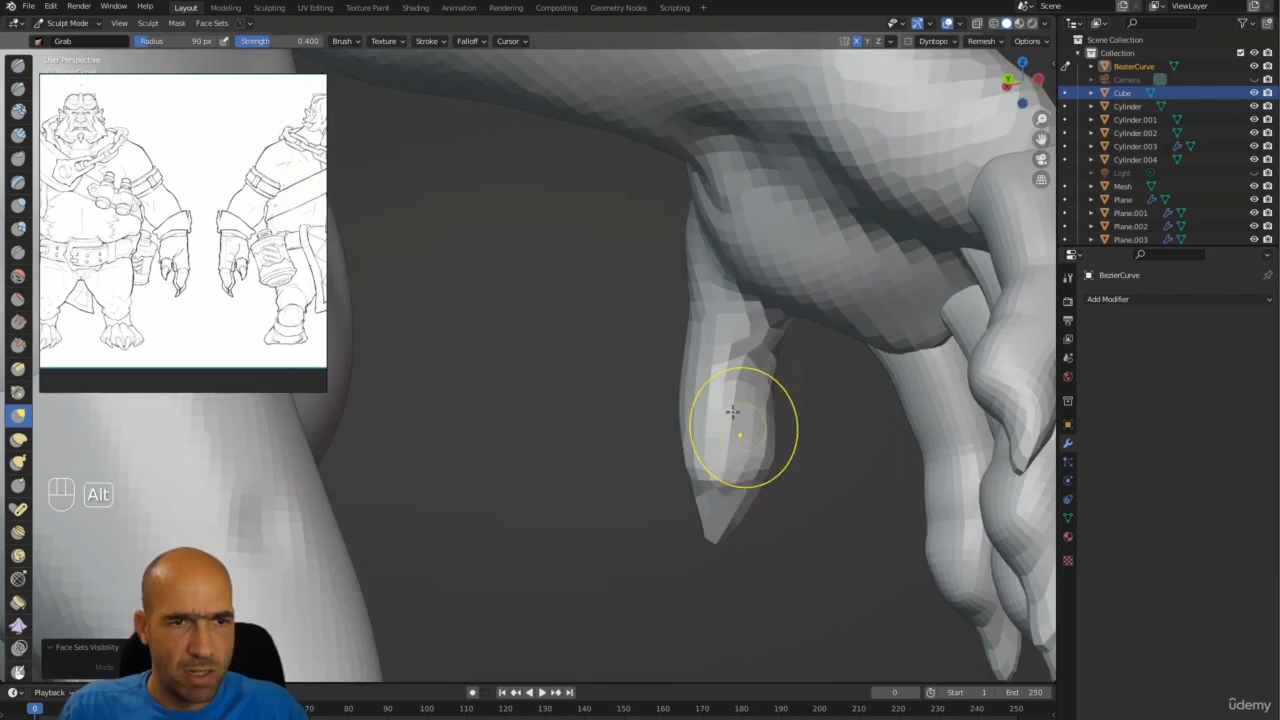 File Edit Render Window Help Layout Modeling Sculpting UV Editing Texture Paint Shading Animation Rendering Compositing Geometry Nodes Scripting + Scene ViewLayer
Sculpt Mode View Sculpt Mask Face Sets
Grab Radius 90 px Strength 0.400 Brush Texture Stroke Falloff Cursor X Y Z Dyntopo Remesh Options
User Perspective
BezierCurve
Scene Collection
Collection
BezierCurve
Camera
Cube
Cylinder
Cylinder.001
Cylinder.002
Cylinder.003
Cylinder.004
Light
Mesh
Plane
Plane.001
Plane.002
Plane.003
BezierCurve
Add Modifier
Alt
Face Sets Visibility
Mode
Playback 0 Start 1 End 250
0 70 80 90 100 110 120 130 140 150 160 170 180 190 200 210 220 230 240 250
ûdemy